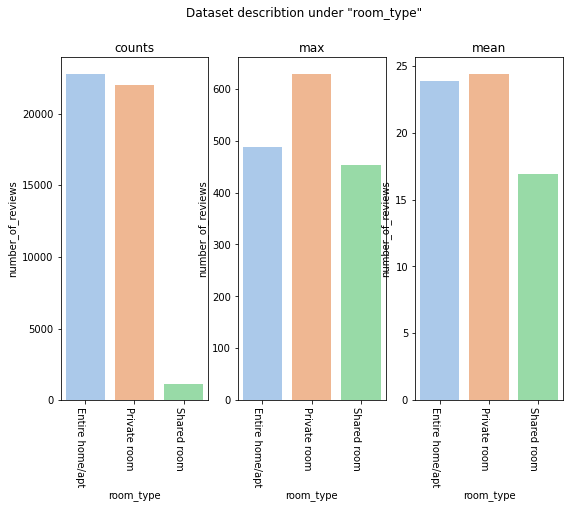 Dataset describtion under "room_type"
counts
number_of_reviews
20000
15000
10000
5000
0
Entire home/apt
Private room
Shared room
room_type
max
number_of_reviews
600
500
400
300
200
100
0
Entire home/apt
Private room
Shared room
room_type
mean
number_of_reviews
25
20
15
10
5
0
Entire home/apt
Private room
Shared room
room_type